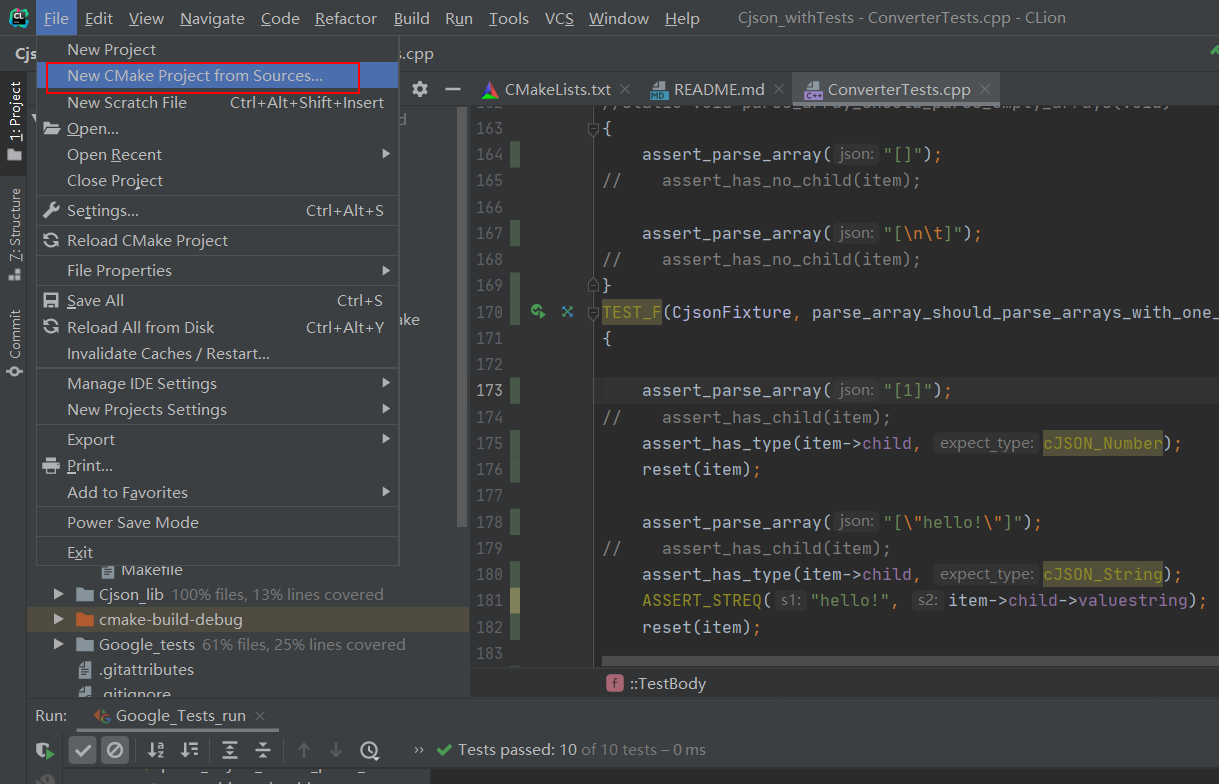 File Edit View Navigate Code Refactor Build Run Tools VCS Window Help Cjson_withTests - ConverterTests.cpp - CLion
New Project
New CMake Project from Sources...
New Scratch File Ctrl+Alt+Shift+Insert
Open...
Open Recent
Close Project
Settings... Ctrl+Alt+S
Reload CMake Project
File Properties
Save All Ctrl+S
Reload All from Disk Ctrl+Alt+Y
Invalidate Caches / Restart...
Manage IDE Settings
New Projects Settings
Export
Print...
Add to Favorites
Power Save Mode
Exit
1: Project
7: Structure
Commit
Makefile
Cjson_lib 100% files, 13% lines covered
cmake-build-debug
Google_tests 61% files, 25% lines covered
.gitattributes
.gitignore
CMakeLists.txt README.md ConverterTests.cpp
163 {
164 assert_parse_array( json: "[]");
165 // assert_has_no_child(item);
166
167 assert_parse_array( json: "[\n\t]");
168 // assert_has_no_child(item);
169 }
170 TEST_F(CjsonFixture, parse_array_should_parse_arrays_with_one_
171 {
172
173 assert_parse_array( json: "[1]");
174 // assert_has_child(item);
175 assert_has_type(item->child, expect_type: cJSON_Number);
176 reset(item);
177
178 assert_parse_array( json: "[\"hello!\"]");
179 // assert_has_child(item);
180 assert_has_type(item->child, expect_type: cJSON_String);
181 ASSERT_STREQ( s1: "hello!", s2: item->child->valuestring);
182 reset(item);
183
f ::TestBody
Run: Google_Tests_run
Tests passed: 10 of 10 tests – 0 ms